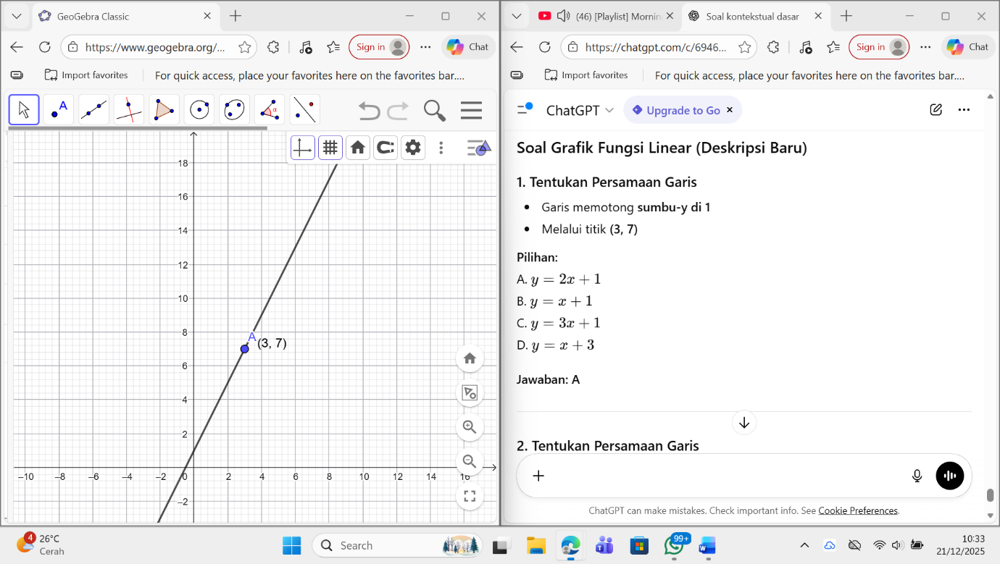 GeoGebra Classic
https://www.geogebra.org/...
Sign in
Chat
Import favorites
For quick access, place your favorites here on the favorites bar....
A
α
18
16
14
12
10
8
6
4
2
−2
−10 −8 −6 −4 −2 0 2 4 6 8 10 12 14 16
A
(3, 7)
(46) [Playlist] Mornin
Soal kontekstual dasar
https://chatgpt.com/c/6946...
Sign in
Chat
Import favorites
For quick access, place your favorites here on the favorites bar....
ChatGPT
Upgrade to Go ×
Soal Grafik Fungsi Linear (Deskripsi Baru)
1. Tentukan Persamaan Garis
• Garis memotong sumbu-y di 1
• Melalui titik (3, 7)
Pilihan:
A. y = 2x + 1
B. y = x + 1
C. y = 3x + 1
D. y = x + 3
Jawaban: A
2. Tentukan Persamaan Garis
ChatGPT can make mistakes. Check important info. See Cookie Preferences.
4
26°C
Cerah
Search
99+
10:33
21/12/2025